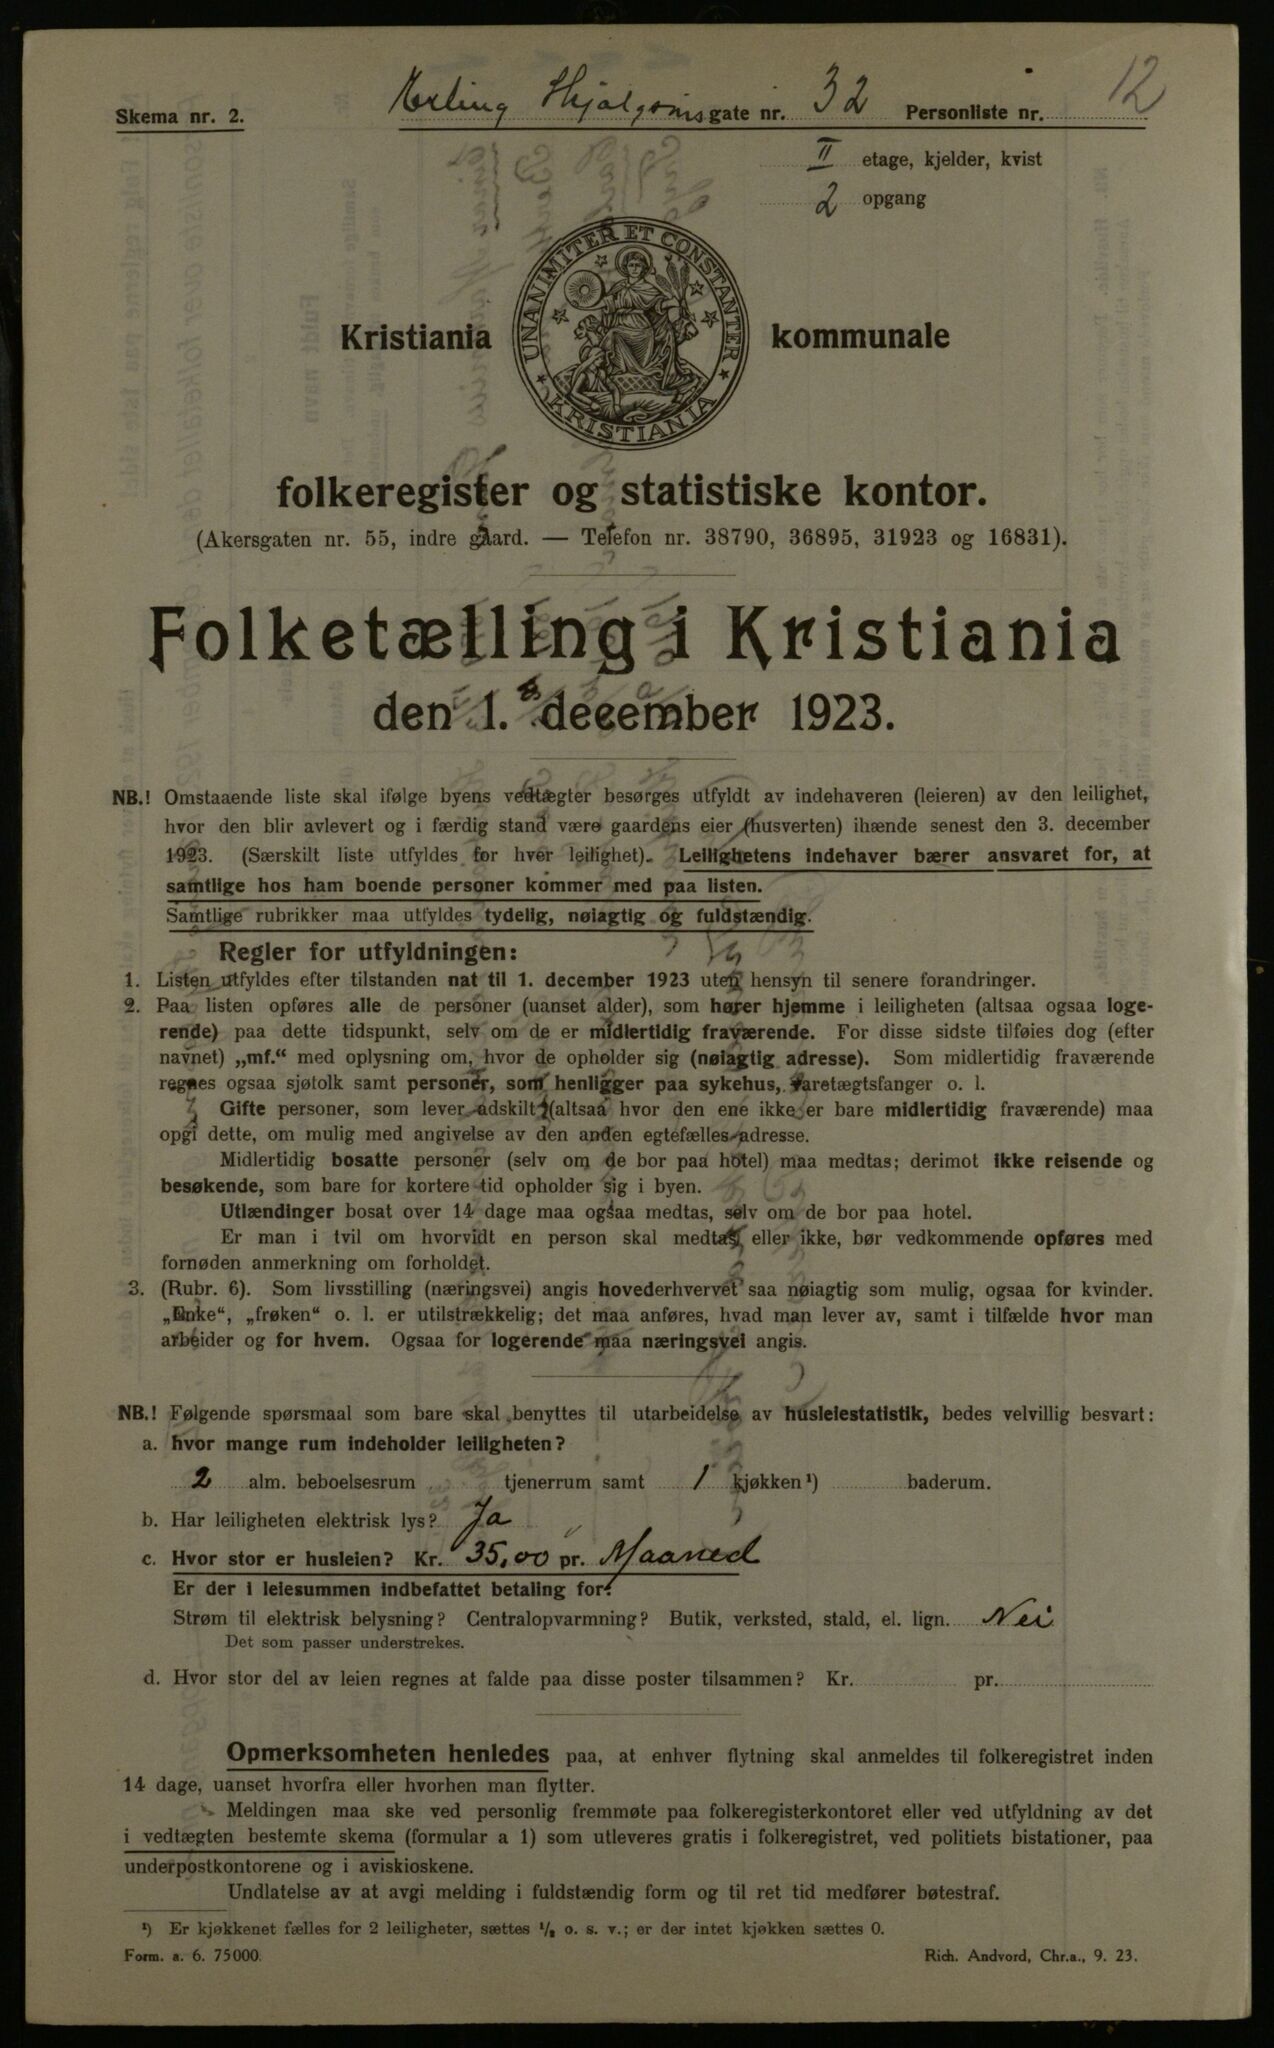 Skema nr. 2.
Erling Skjalgsonsgate nr. 32 Personliste nr. 12
II etage, kjelder, kvist
2 opgang
UNANIMITER ET CONSTANTER
KRISTIANIA
Kristiania kommunale
folkeregister og statistiske kontor.
(Akersgaten nr. 55, indre gaard. — Telefon nr. 38790, 36895, 31923 og 16831).
Folketælling i Kristiania
den 1. december 1923.
NB.! Omstaaende liste skal ifølge byens vedtægter besørges utfyldt av indehaveren (leieren) av den leilighet,
hvor den blir avlevert og i færdig stand være gaardens eier (husverten) ihænde senest den 3. december
1923. (Særskilt liste utfyldes for hver leilighet). Leilighetens indehaver bærer ansvaret for, at
samtlige hos ham boende personer kommer med paa listen.
Samtlige rubrikker maa utfyldes tydelig, nøiagtig og fuldstændig.
Regler for utfyldningen:
1. Listen utfyldes efter tilstanden nat til 1. december 1923 uten hensyn til senere forandringer.
2. Paa listen opføres alle de personer (uanset alder), som hører hjemme i leiligheten (altsaa ogsaa loge-
rende) paa dette tidspunkt, selv om de er midlertidig fraværende. For disse sidste tilføies dog (efter
navnet) „mf.“ med oplysning om, hvor de opholder sig (nøiagtig adresse). Som midlertidig fraværende
regnes ogsaa sjøfolk samt personer, som henligger paa sykehus, varetægtsfanger o. l.
Gifte personer, som lever adskilt (altsaa hvor den ene ikke er bare midlertidig fraværende) maa
opgi dette, om mulig med angivelse av den anden egtefælles adresse.
Midlertidig bosatte personer (selv om de bor paa hotel) maa medtas; derimot ikke reisende og
besøkende, som bare for kortere tid opholder sig i byen.
Utlændinger bosat over 14 dage maa ogsaa medtas, selv om de bor paa hotel.
Er man i tvil om hvorvidt en person skal medtas eller ikke, bør vedkommende opføres med
fornøden anmerkning om forholdet.
3. (Rubr. 6). Som livsstilling (næringsvei) angis hovederhvervet saa nøiagtig som mulig, ogsaa for kvinder.
„Enke“, „frøken“ o. l. er utilstrækkelig; det maa anføres, hvad man lever av, samt i tilfælde hvor man
arbeider og for hvem. Ogsaa for logerende maa næringsvei angis.
NB.! Følgende spørsmaal som bare skal benyttes til utarbeidelse av husleiestatistik, bedes velvillig besvart:
a. hvor mange rum indeholder leiligheten?
2 alm. beboelsesrum tjenerrum samt 1 kjøkken ¹) baderum.
b. Har leiligheten elektrisk lys? Ja
c. Hvor stor er husleien? Kr. 35,00 pr. Maaned
Er der i leiesummen indbefattet betaling for:
Strøm til elektrisk belysning? Centralopvarmning? Butik, verksted, stald, el. lign. Nei
Det som passer understrekes.
d. Hvor stor del av leien regnes at falde paa disse poster tilsammen? Kr. pr.
Opmerksomheten henledes paa, at enhver flytning skal anmeldes til folkeregistret inden
14 dage, uanset hvorfra eller hvorhen man flytter.
Meldingen maa ske ved personlig fremmøte paa folkeregisterkontoret eller ved utfyldning av det
i vedtægten bestemte skema (formular a 1) som utleveres gratis i folkeregistret, ved politiets bistationer, paa
underpostkontorene og i aviskioskene.
Undlatelse av at avgi melding i fuldstændig form og til ret tid medfører bøtestraf.
¹) Er kjøkkenet fælles for 2 leiligheter, sættes ½ o. s. v.; er der intet kjøkken sættes 0.
Form. a. 6. 75000. Rich. Andvord, Chr.a., 9. 23.